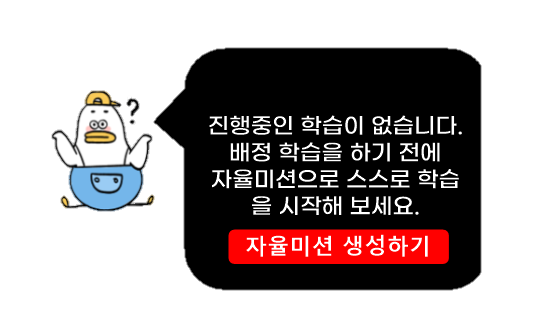 ?
진행중인 학습이 없습니다.
배정 학습을 하기 전에
자율미션으로 스스로 학습
을 시작해 보세요.
자율미션 생성하기